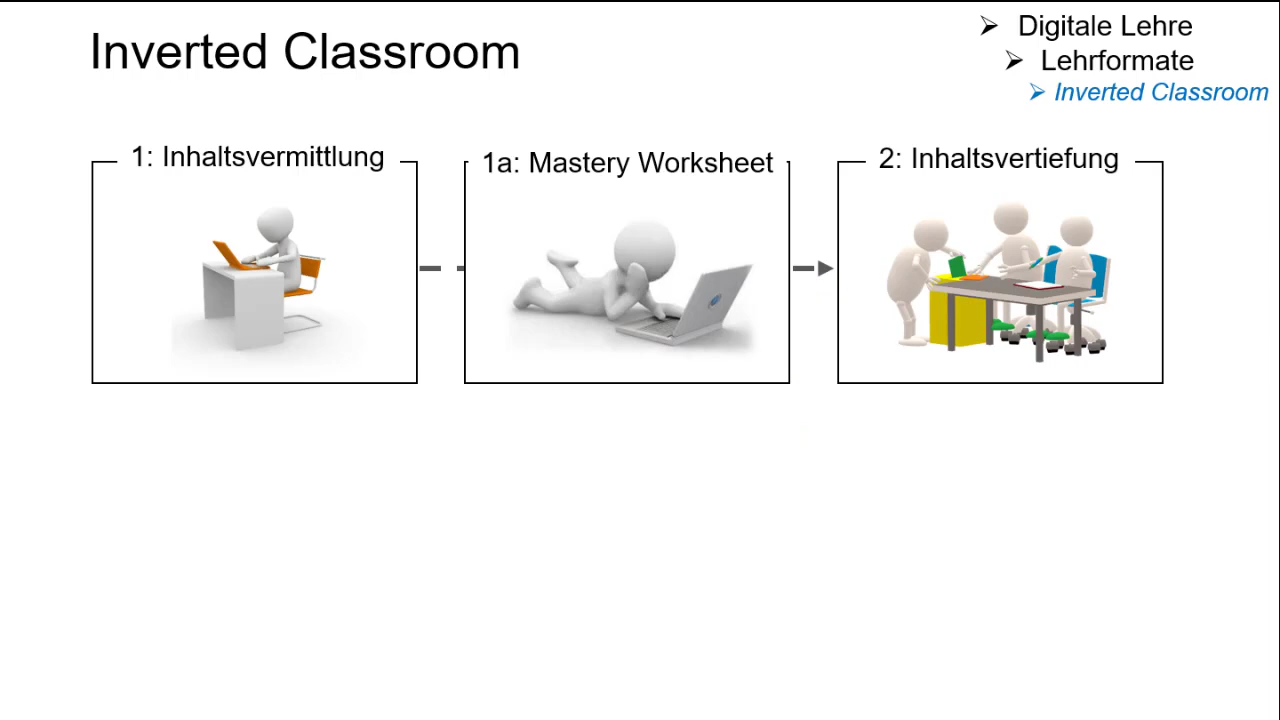 Inverted Classroom
Digitale Lehre
Lehrformate
Inverted Classroom
1: Inhaltsvermittlung
1a: Mastery Worksheet
2: Inhaltsvertiefung